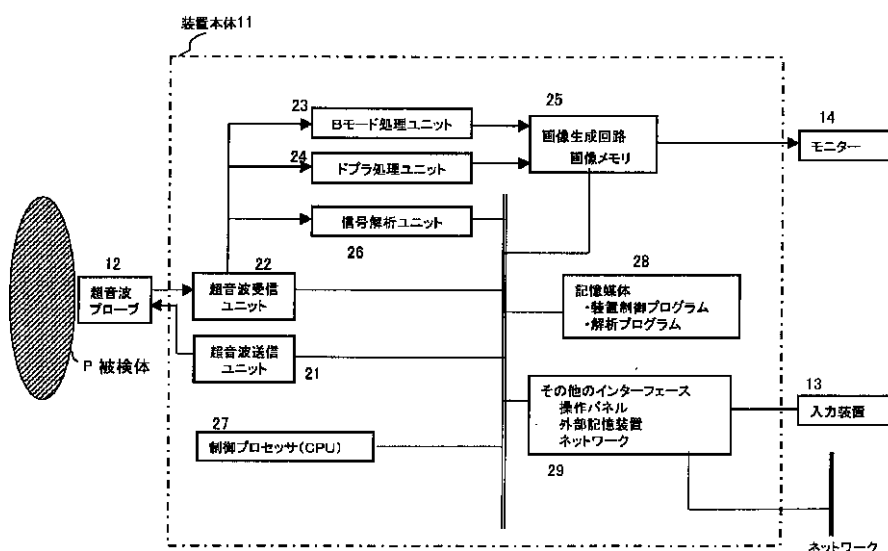 装置本体11
23
Bモード処理ユニット
24
ドプラ処理ユニット
信号解析ユニット
26
25
画像生成回路
画像メモリ
14
モニター
12
超音波
プローブ
22
超音波受信
ユニット
超音波送信
ユニット
21
P 被検体
28
記憶媒体
・装置制御プログラム
・解析プログラム
27
制御プロセッサ(CPU)
その他のインターフェース
操作パネル
外部記憶装置
ネットワーク
29
13
入力装置
ネットワーク